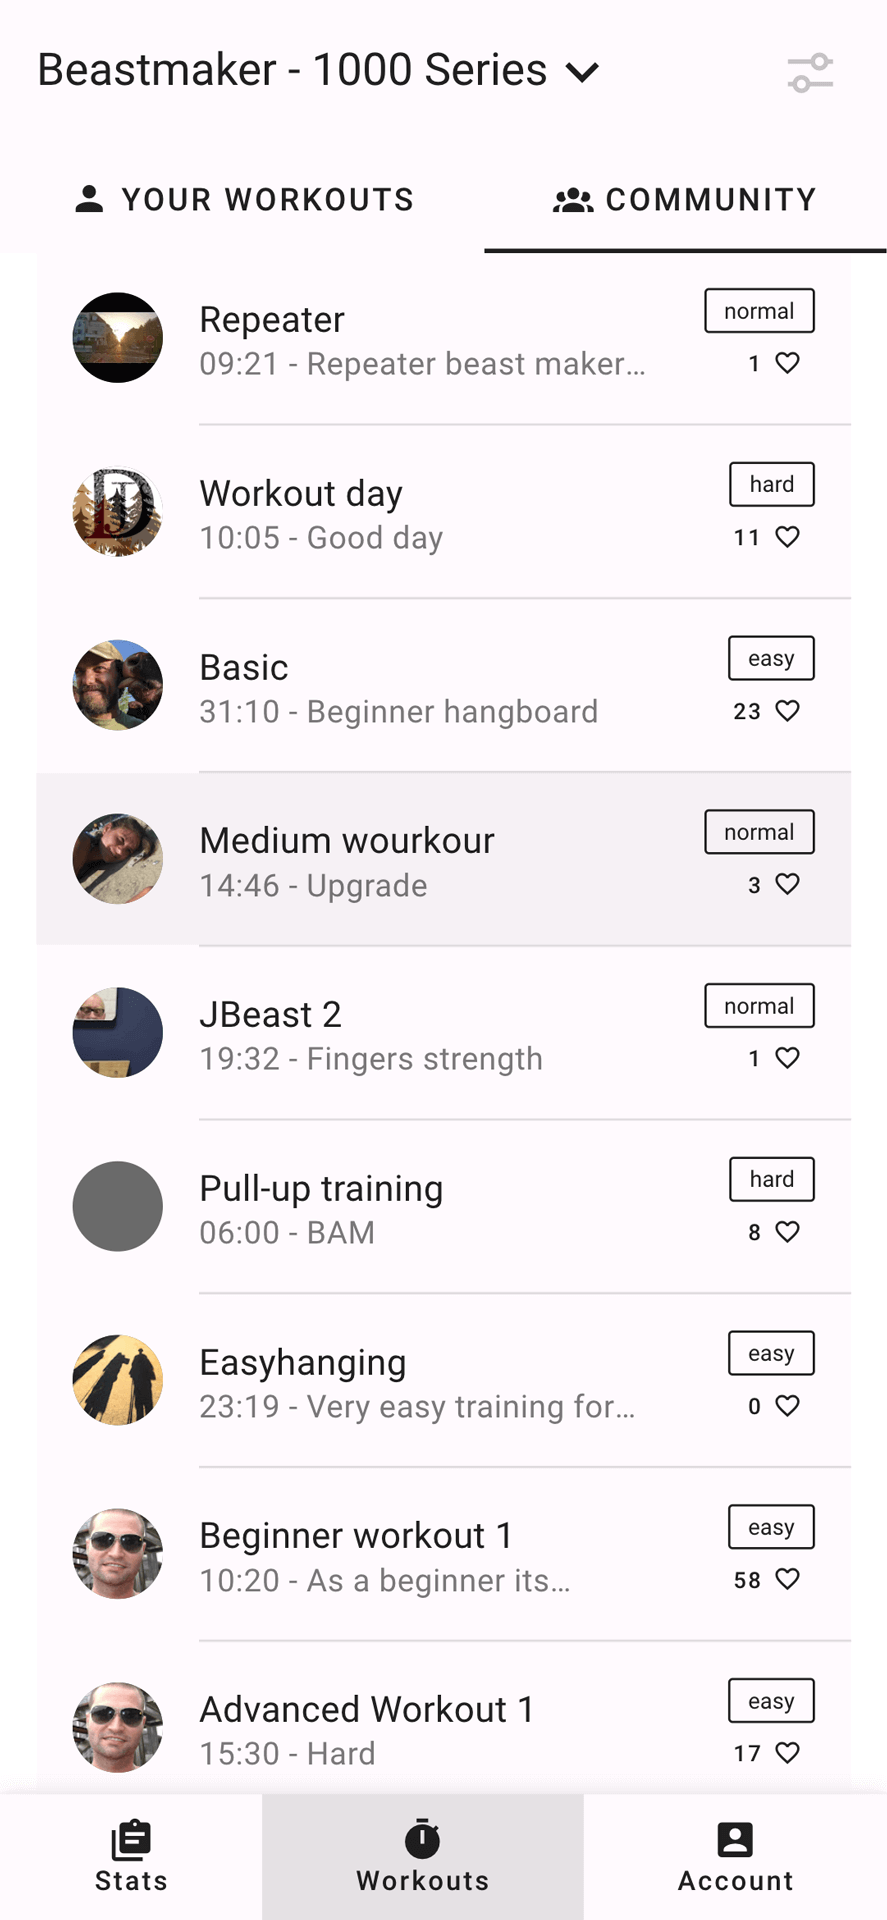 Beastmaker - 1000 Series
YOUR WORKOUTS
COMMUNITY
Repeater
normal
09:21 - Repeater beast maker...
1
Workout day
hard
10:05 - Good day
11
Basic
easy
31:10 - Beginner hangboard
23
Medium wourkour
normal
14:46 - Upgrade
3
JBeast 2
normal
19:32 - Fingers strength
1
Pull-up training
hard
06:00 - BAM
8
Easyhanging
easy
23:19 - Very easy training for...
0
Beginner workout 1
easy
10:20 - As a beginner its...
58
Advanced Workout 1
easy
15:30 - Hard
17
Stats
Workouts
Account